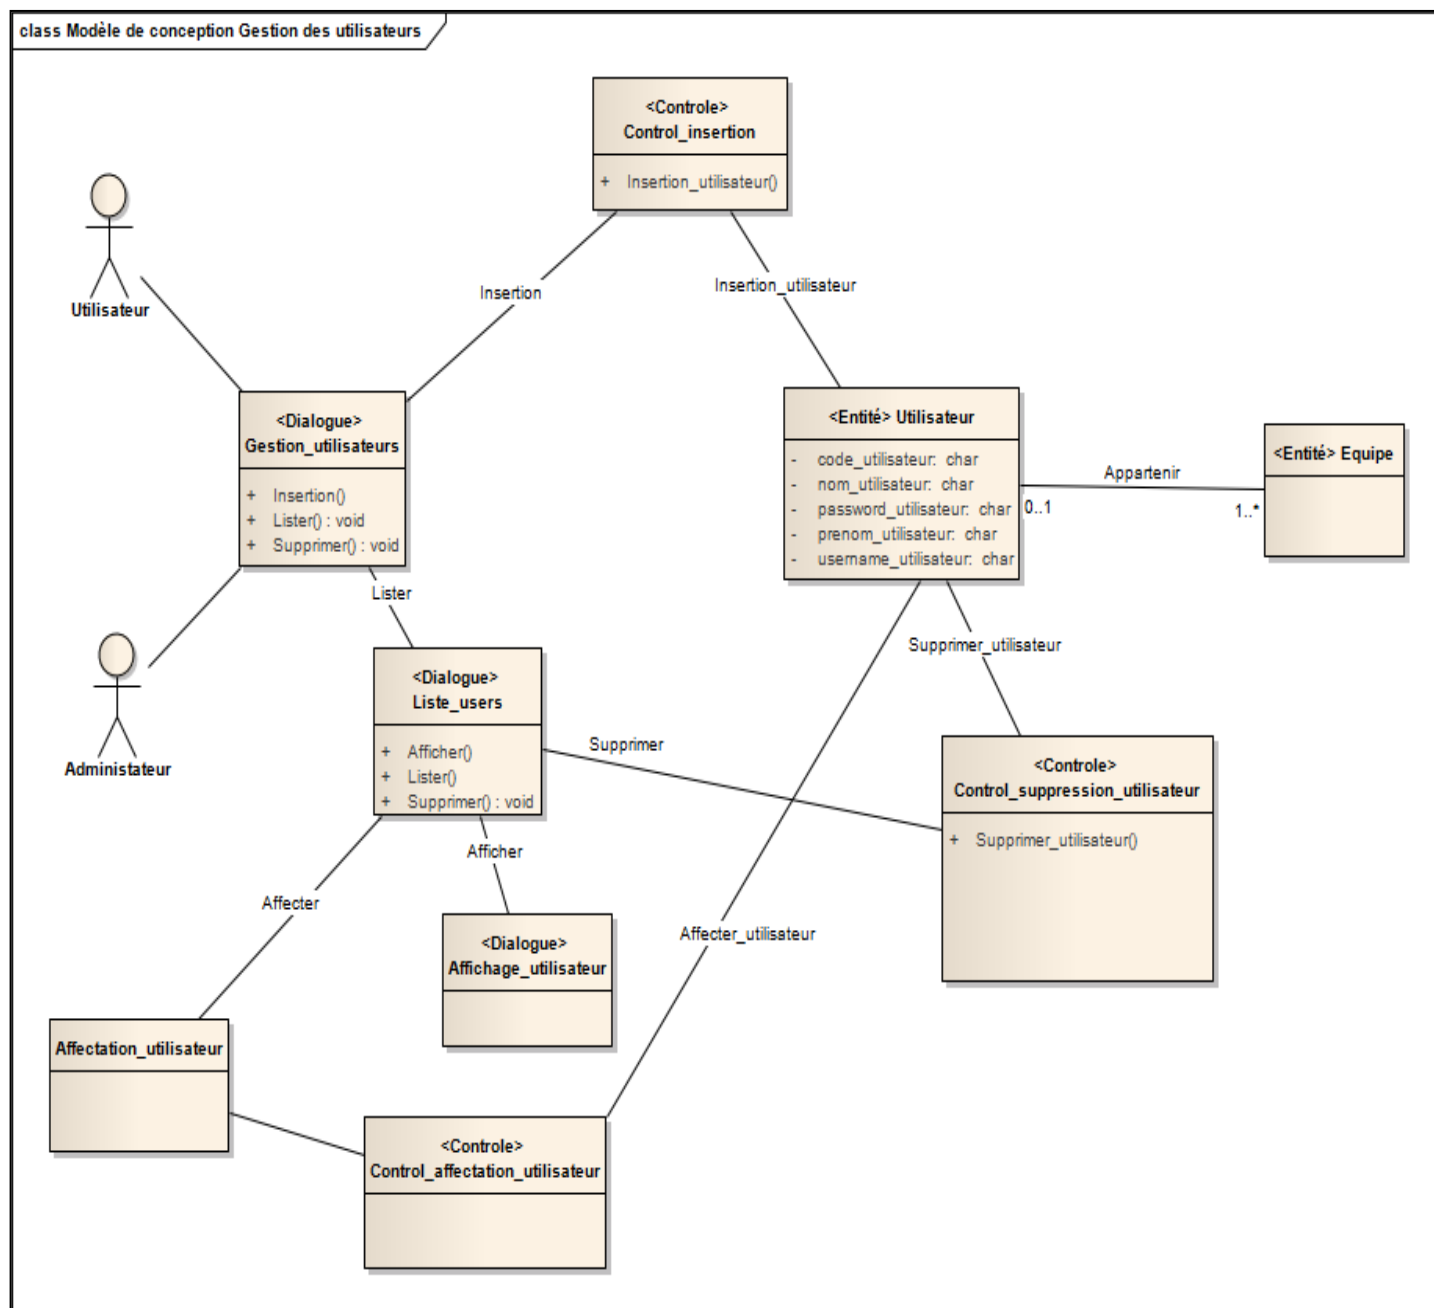 class Modèle de conception Gestion des utilisateurs
<Controle>
Control_insertion
+ Insertion_utilisateur()
Utilisateur
Insertion
Insertion_utilisateur
<Dialogue>
Gestion_utilisateurs
+ Insertion()
+ Lister() : void
+ Supprimer() : void
<Entité> Utilisateur
- code_utilisateur: char
- nom_utilisateur: char
- password_utilisateur: char
- prenom_utilisateur: char
- username_utilisateur: char
Appartenir
0..1
1..*
<Entité> Equipe
Administateur
Lister
<Dialogue>
Liste_users
+ Afficher()
+ Lister()
+ Supprimer() : void
Supprimer
Supprimer_utilisateur
<Controle>
Control_suppression_utilisateur
+ Supprimer_utilisateur()
Afficher
Affecter
Affecter_utilisateur
<Dialogue>
Affichage_utilisateur
Affectation_utilisateur
<Controle>
Control_affectation_utilisateur